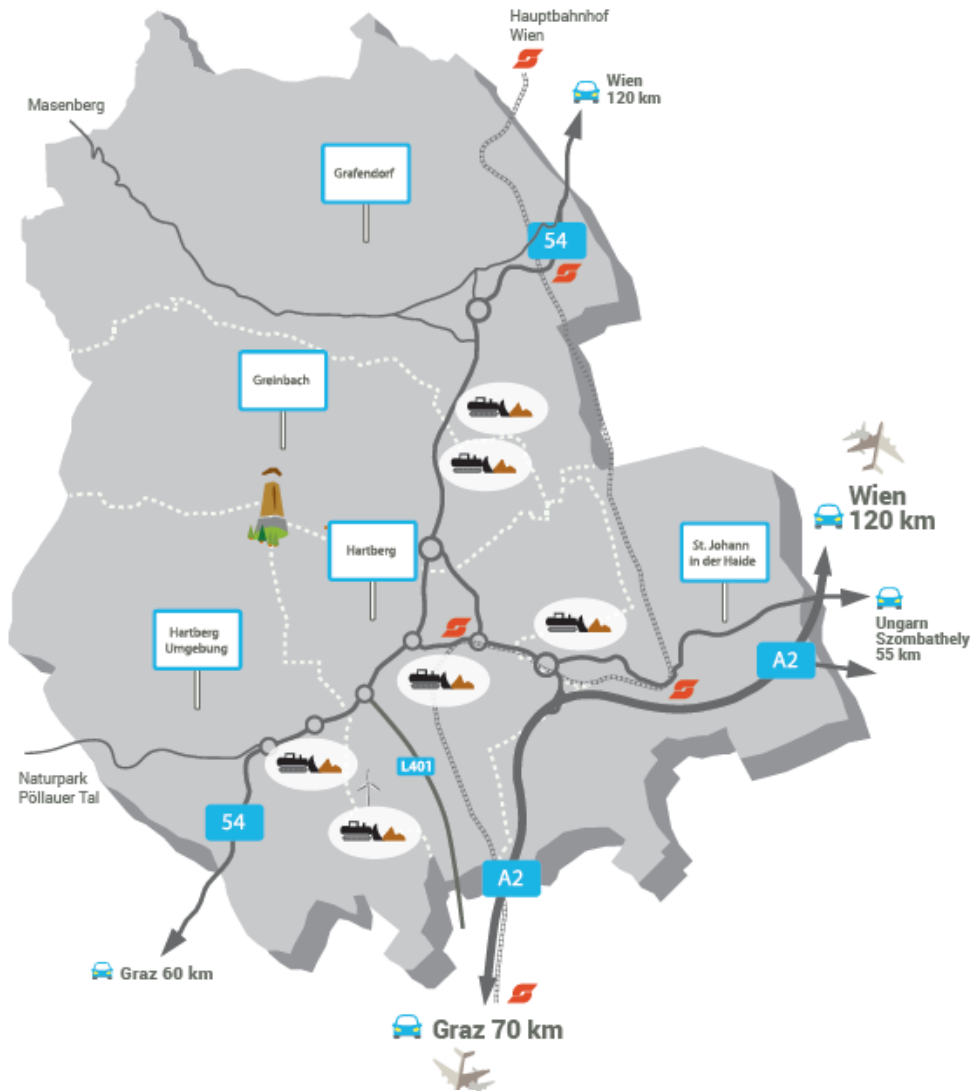 Hauptbahnhof
Wien
Wien
120 km
Masenberg
Grafendorf
54
Greinbach
Wien
120 km
Hartberg
St. Johann
in der Haide
Ungarn
Szombathely
55 km
Hartberg
Umgebung
A2
L401
Naturpark
Pöllauer Tal
54
A2
Graz 60 km
Graz 70 km